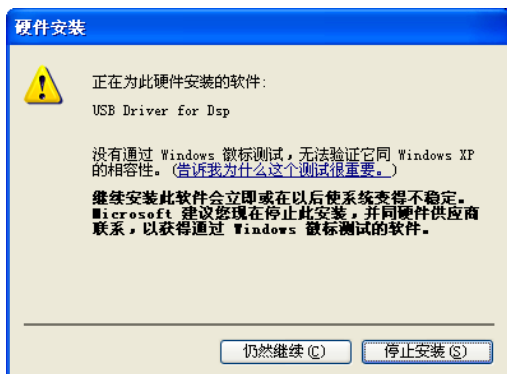 硬件安装
正在为此硬件安装的软件:
USB Driver for Dsp
没有通过 Windows 徽标测试，无法验证它同 Windows XP
的相容性。(告诉我为什么这个测试很重要。)
继续安装此软件会立即或在以后使系统变得不稳定。
Microsoft 建议您现在停止此安装，并同硬件供应商
联系，以获得通过 Windows 徽标测试的软件。
仍然继续(C)
停止安装(S)